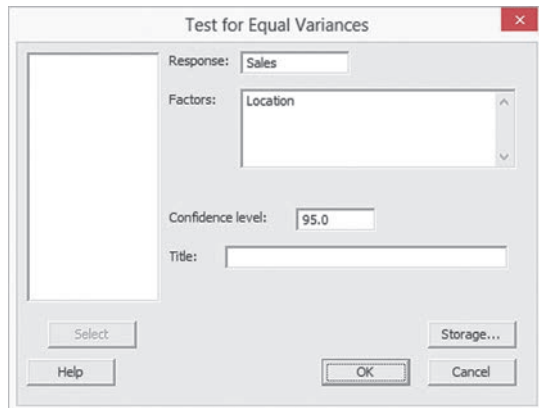 Test for Equal Variances
Response: Sales
Factors: Location
Confidence level: 95.0
Title:
Select
Storage...
Help
OK
Cancel